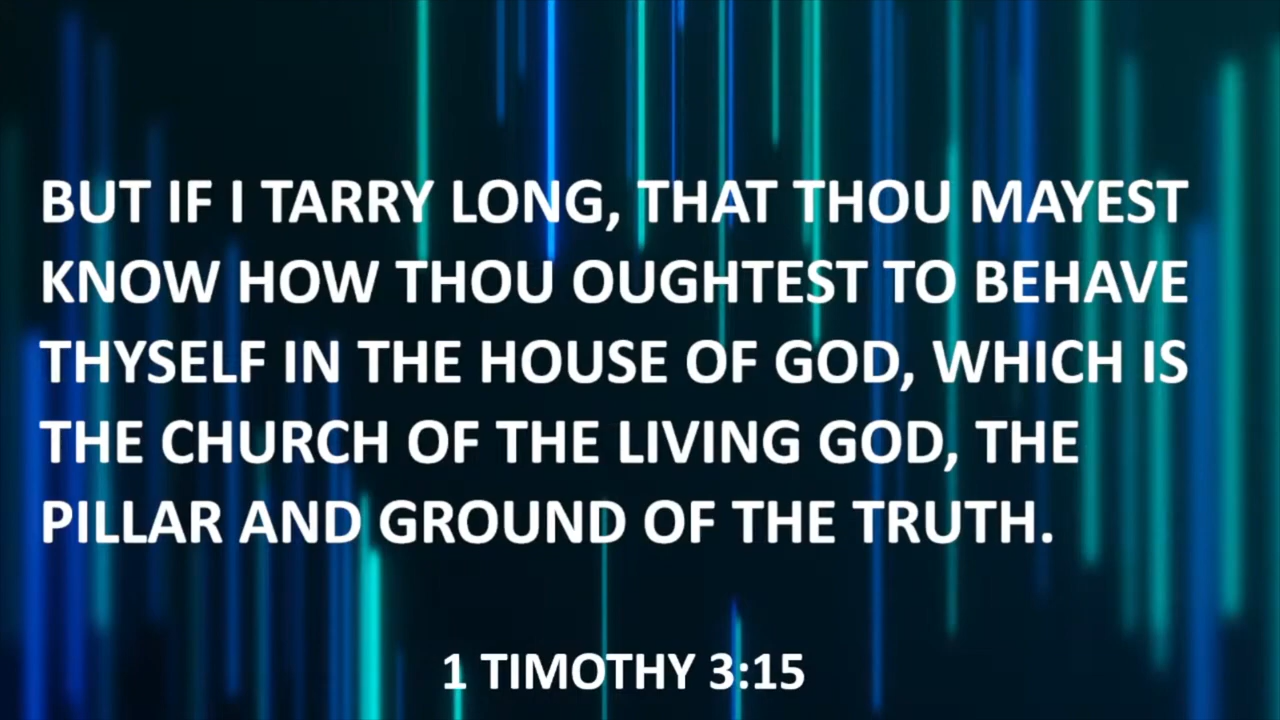 BUT IF I TARRY LONG, THAT THOU MAYEST
KNOW HOW THOU OUGHTEST TO BEHAVE
THYSELF IN THE HOUSE OF GOD, WHICH IS
THE CHURCH OF THE LIVING GOD, THE
PILLAR AND GROUND OF THE TRUTH.
1 TIMOTHY 3:15